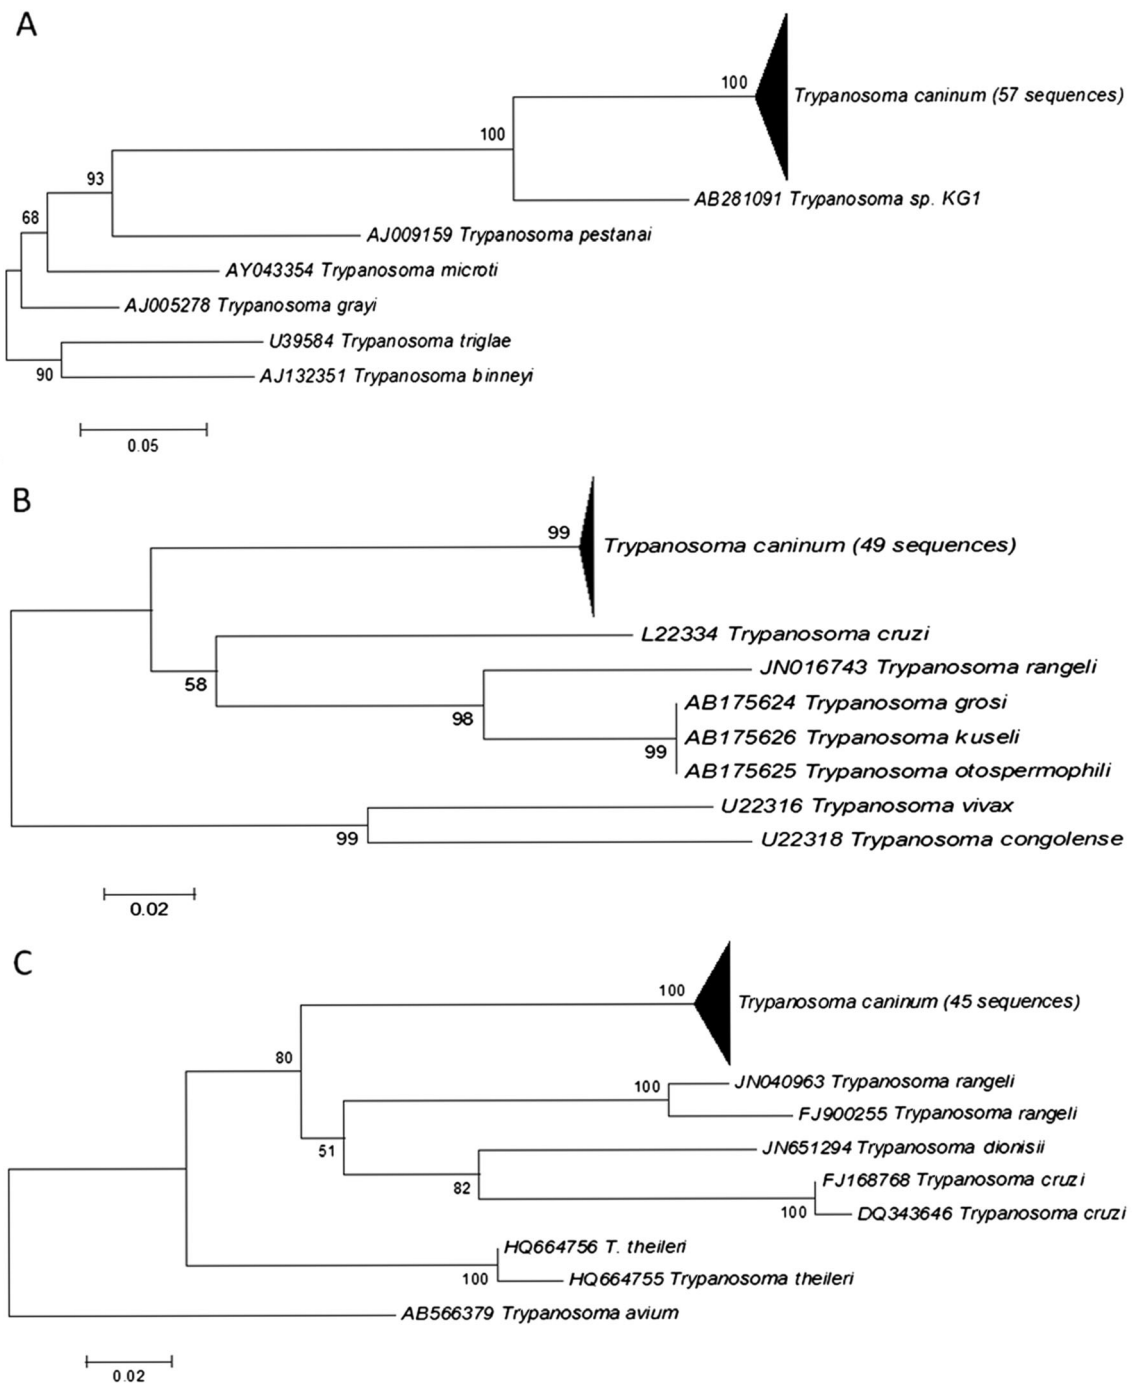 A
100
Trypanosoma caninum (57 sequences)
100
93
AB281091 Trypanosoma sp. KG1
68
AJ009159 Trypanosoma pestanai
AY043354 Trypanosoma microti
AJ005278 Trypanosoma grayi
U39584 Trypanosoma triglae
90
AJ132351 Trypanosoma binneyi
0.05
B
99
Trypanosoma caninum (49 sequences)
L22334 Trypanosoma cruzi
58
JN016743 Trypanosoma rangeli
98
AB175624 Trypanosoma grosi
AB175626 Trypanosoma kuseli
99
AB175625 Trypanosoma otospermophili
U22316 Trypanosoma vivax
99
U22318 Trypanosoma congolense
0.02
C
100
Trypanosoma caninum (45 sequences)
80
100
JN040963 Trypanosoma rangeli
FJ900255 Trypanosoma rangeli
51
JN651294 Trypanosoma dionisii
82
FJ168768 Trypanosoma cruzi
100
DQ343646 Trypanosoma cruzi
HQ664756 T. theileri
100
HQ664755 Trypanosoma theileri
AB566379 Trypanosoma avium
0.02